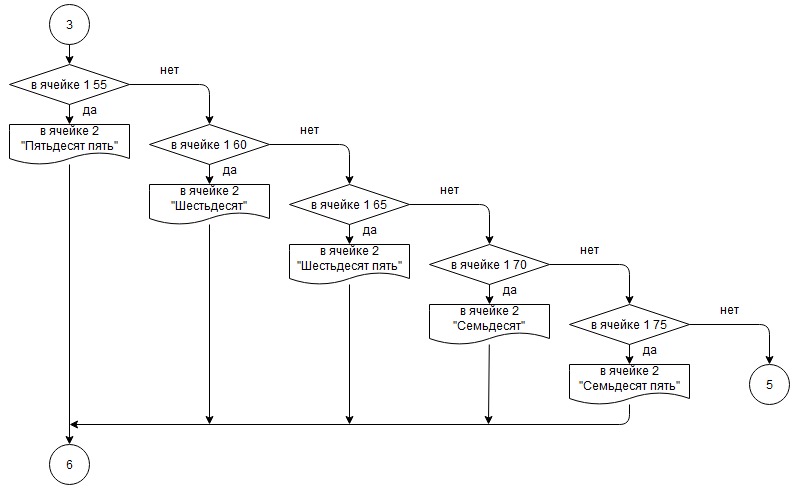 3
в ячейке 1 55
нет
да
в ячейке 2
"Пятьдесят пять"
в ячейке 1 60
нет
да
в ячейке 2
"Шестьдесят"
в ячейке 1 65
нет
да
в ячейке 2
"Шестьдесят пять"
в ячейке 1 70
нет
да
в ячейке 2
"Семьдесят"
в ячейке 1 75
нет
да
в ячейке 2
"Семьдесят пять"
5
6